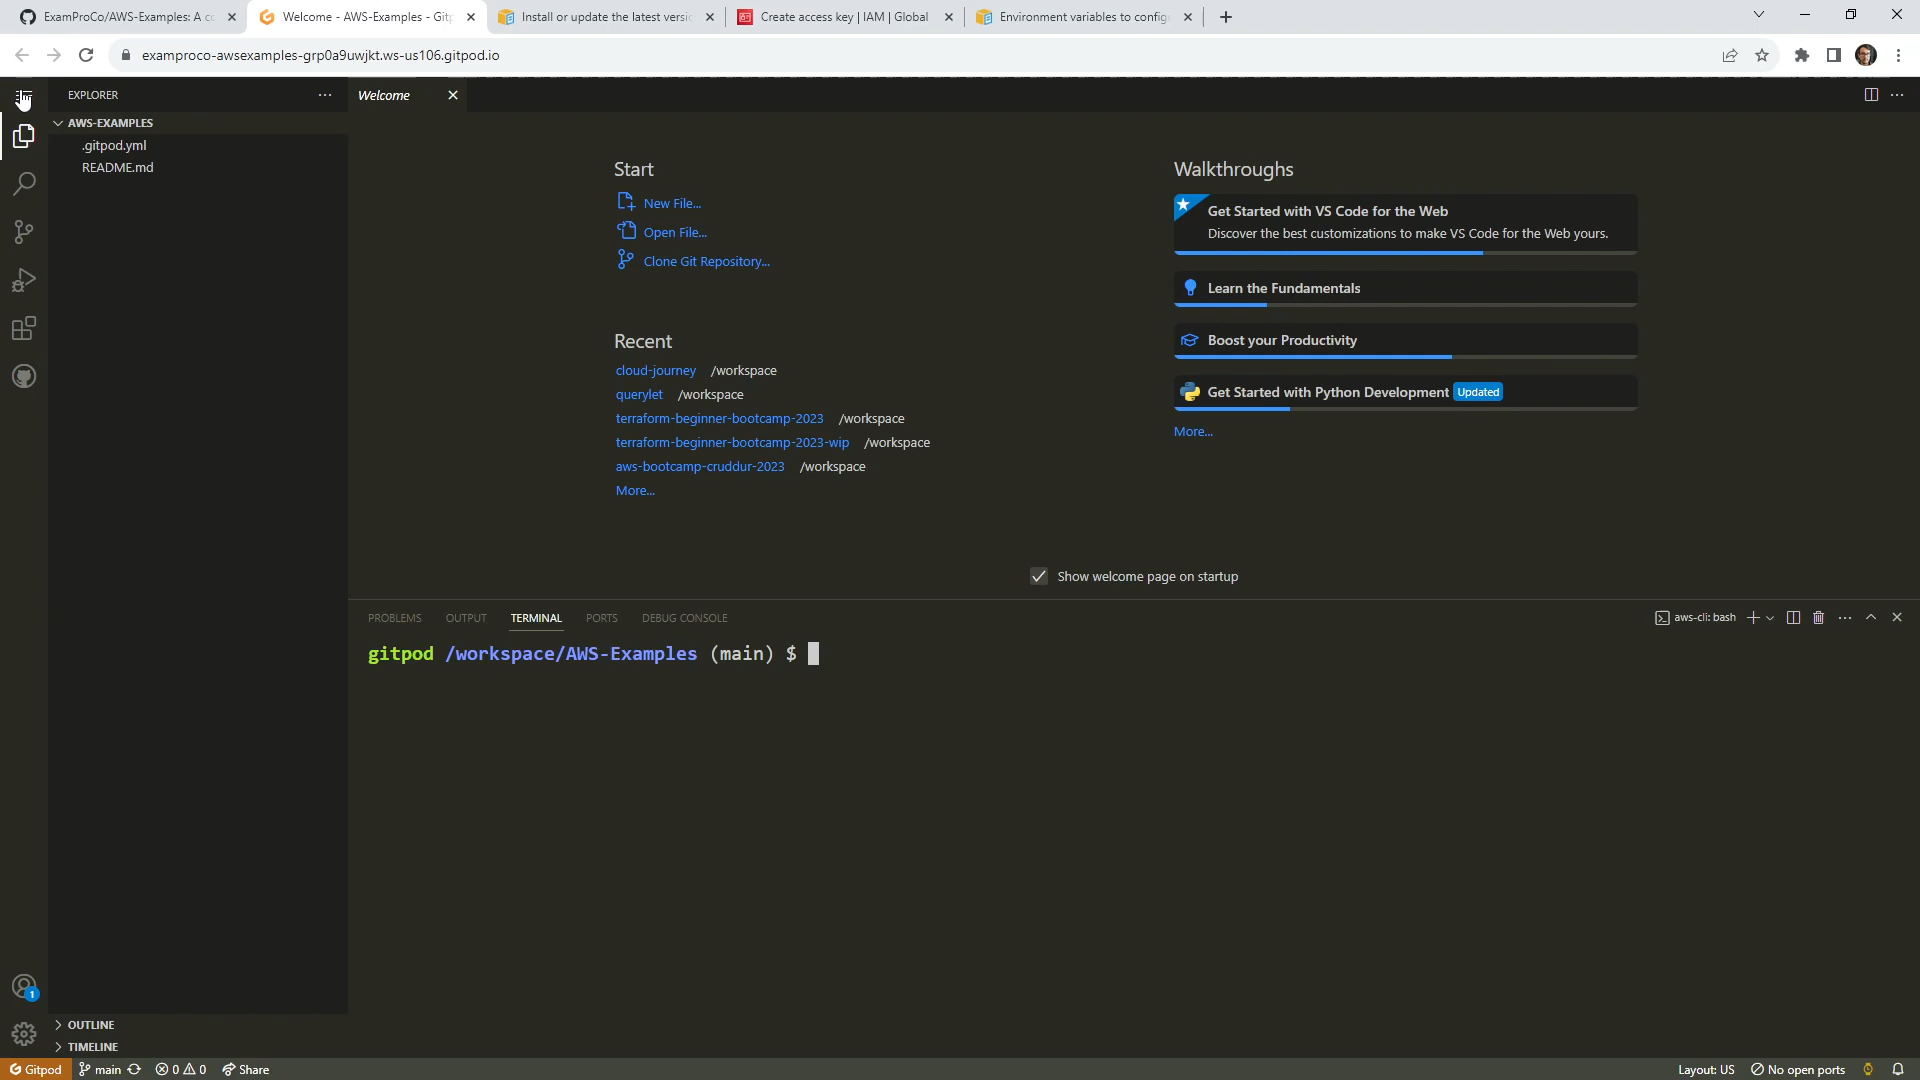 ExamProCo/AWS-Examples: A cc
Welcome - AWS-Examples - Gitp
Install or update the latest versi
Create access key | IAM | Global
Environment variables to config
examproco-awsexamples-grp0a9uwjkt.ws-us106.gitpod.io
EXPLORER
Welcome
AWS-EXAMPLES
.gitpod.yml
README.md
Start
New File...
Open File...
Clone Git Repository...
Recent
cloud-journey /workspace
querylet /workspace
terraform-beginner-bootcamp-2023 /workspace
terraform-beginner-bootcamp-2023-wip /workspace
aws-bootcamp-cruddur-2023 /workspace
More...
Walkthroughs
Get Started with VS Code for the Web
Discover the best customizations to make VS Code for the Web yours.
Learn the Fundamentals
Boost your Productivity
Get Started with Python Development Updated
More...
Show welcome page on startup
PROBLEMS OUTPUT TERMINAL PORTS DEBUG CONSOLE
aws-cli: bash
gitpod /workspace/AWS-Examples (main) $
1
OUTLINE
TIMELINE
Gitpod main 0 0 Share
Layout: US No open ports